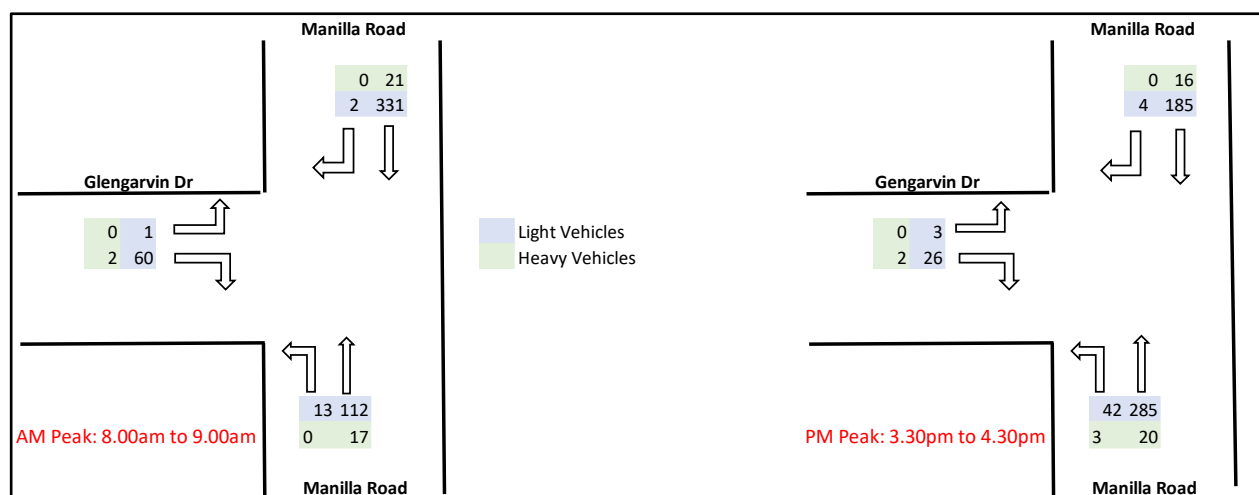 Manilla Road Manilla Road
0 21 0 16
2 331 4 185
Glengarvin Dr Gengarvin Dr
0 1 Light Vehicles 0 3
2 60 Heavy Vehicles 2 26
13 112 42 285
AM Peak: 8.00am to 9.00am 0 17 PM Peak: 3.30pm to 4.30pm 3 20
Manilla Road Manilla Road